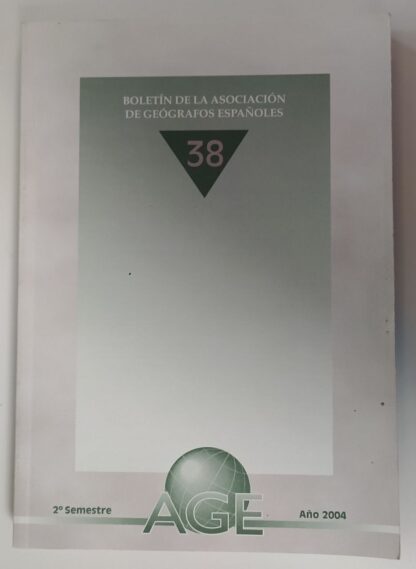 BOLETÍN DE LA ASOCIACIÓN
DE GEÓGRAFOS ESPAÑOLES
38
2º Semestre
AGE
Año 2004